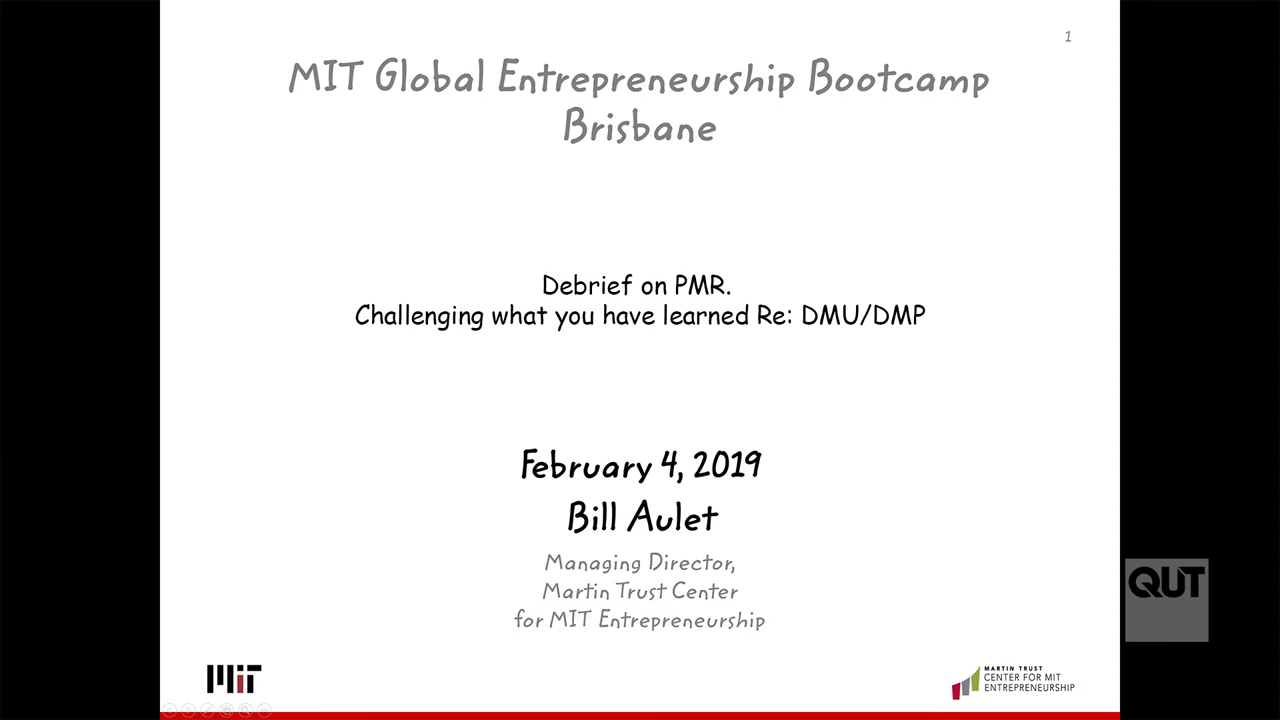 1
MIT Global Entrepreneurship Bootcamp
Brisbane
Debrief on PMR.
Challenging what you have learned Re: DMU/DMP
February 4, 2019
Bill Aulet
Managing Director,
Martin Trust Center
for MIT Entrepreneurship
QUT
MIT
MARTIN TRUST
CENTER FOR MIT
ENTREPRENEURSHIP